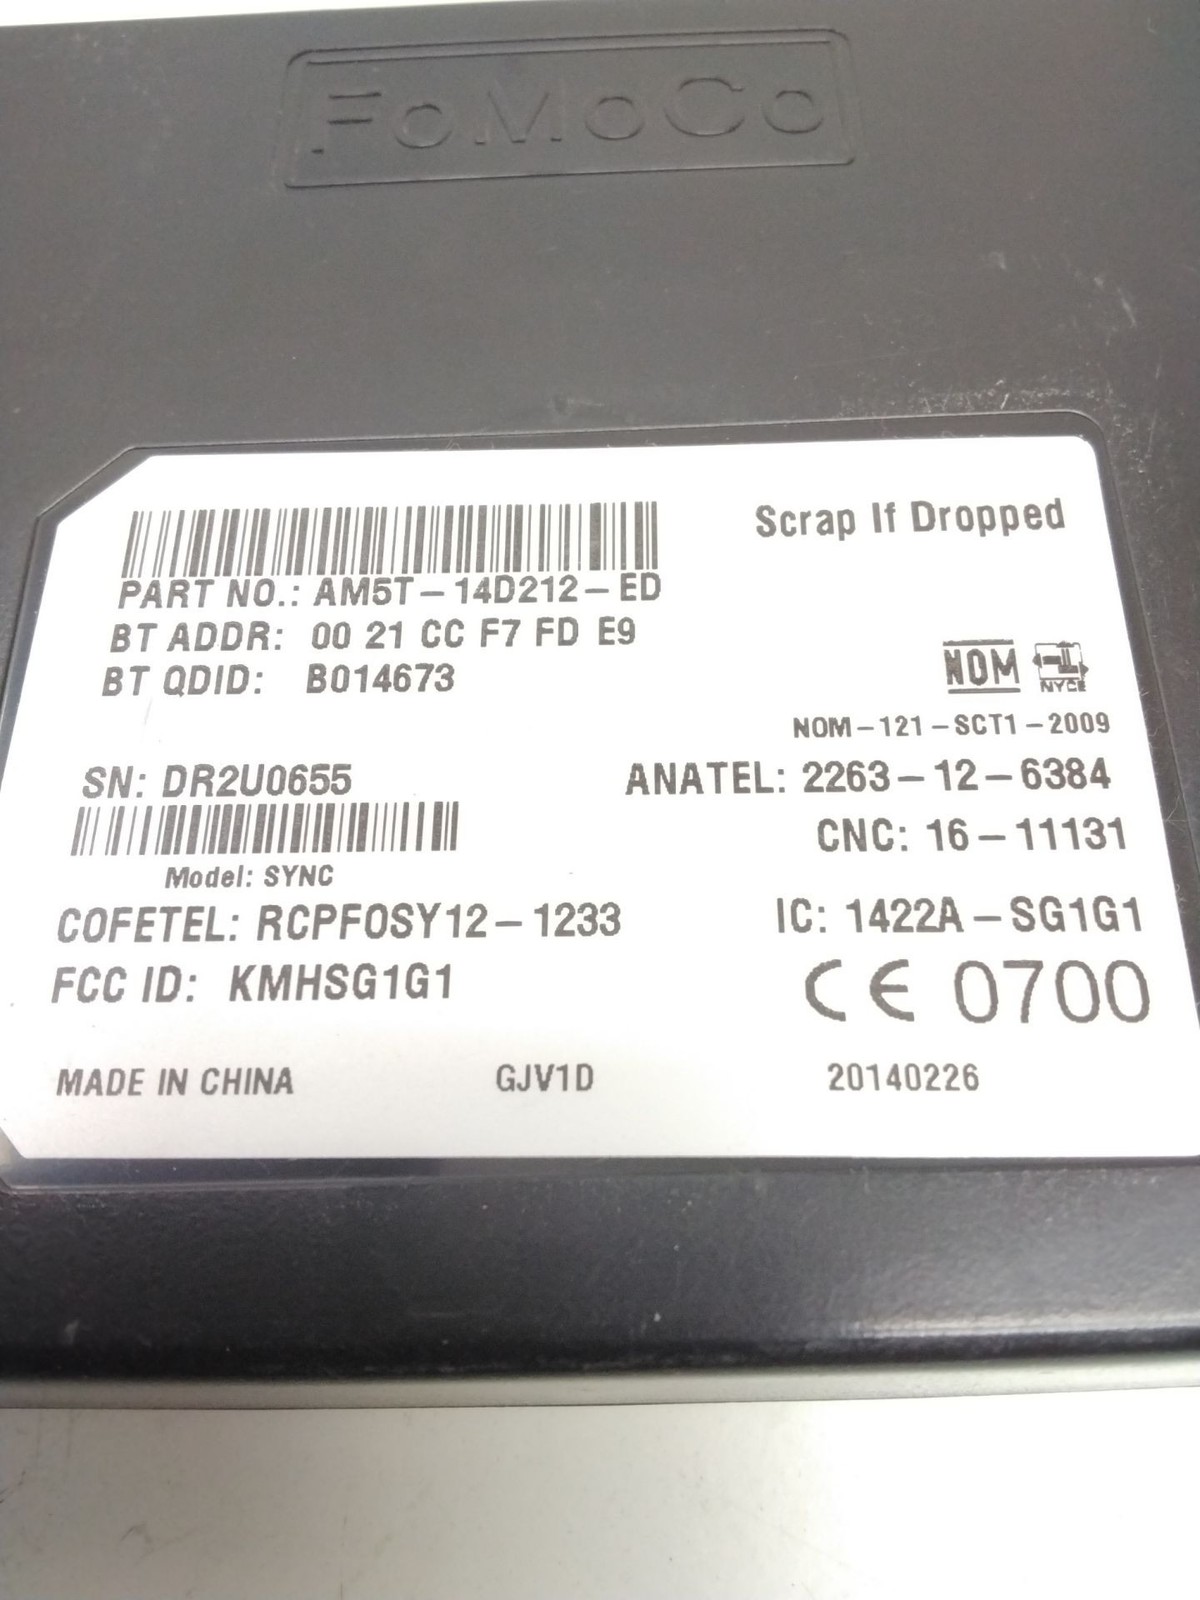 FoMoCo
Scrap If Dropped
PART NO.: AM5T-14D212-ED
BT ADDR: 00 21 CC F7 FD E9
BT QDID: B014673
NOM NYCE
NOM-121-SCT1-2009
SN: DR2U0655
ANATEL: 2263-12-6384
CNC: 16-11131
Model: SYNC
COFETEL: RCPFOSY12-1233
IC: 1422A-SG1G1
FCC ID: KMHSG1G1
CE 0700
MADE IN CHINA GJV1D 20140226